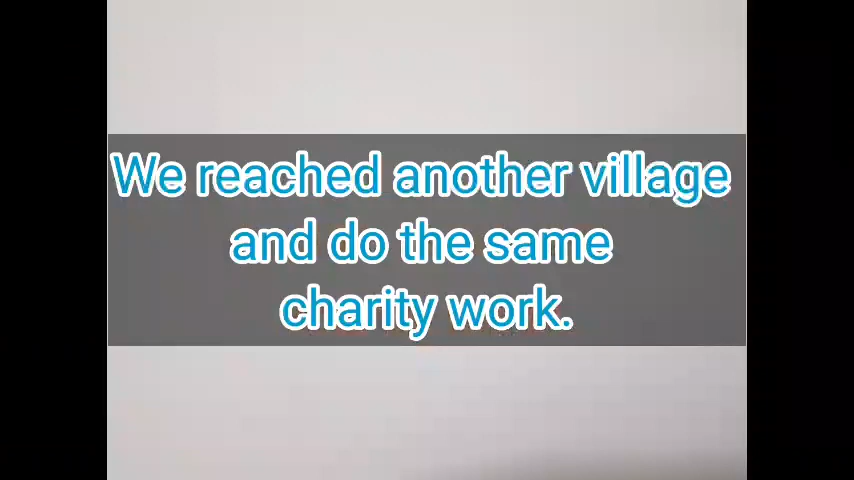 We reached another village
and do the same
charity work.